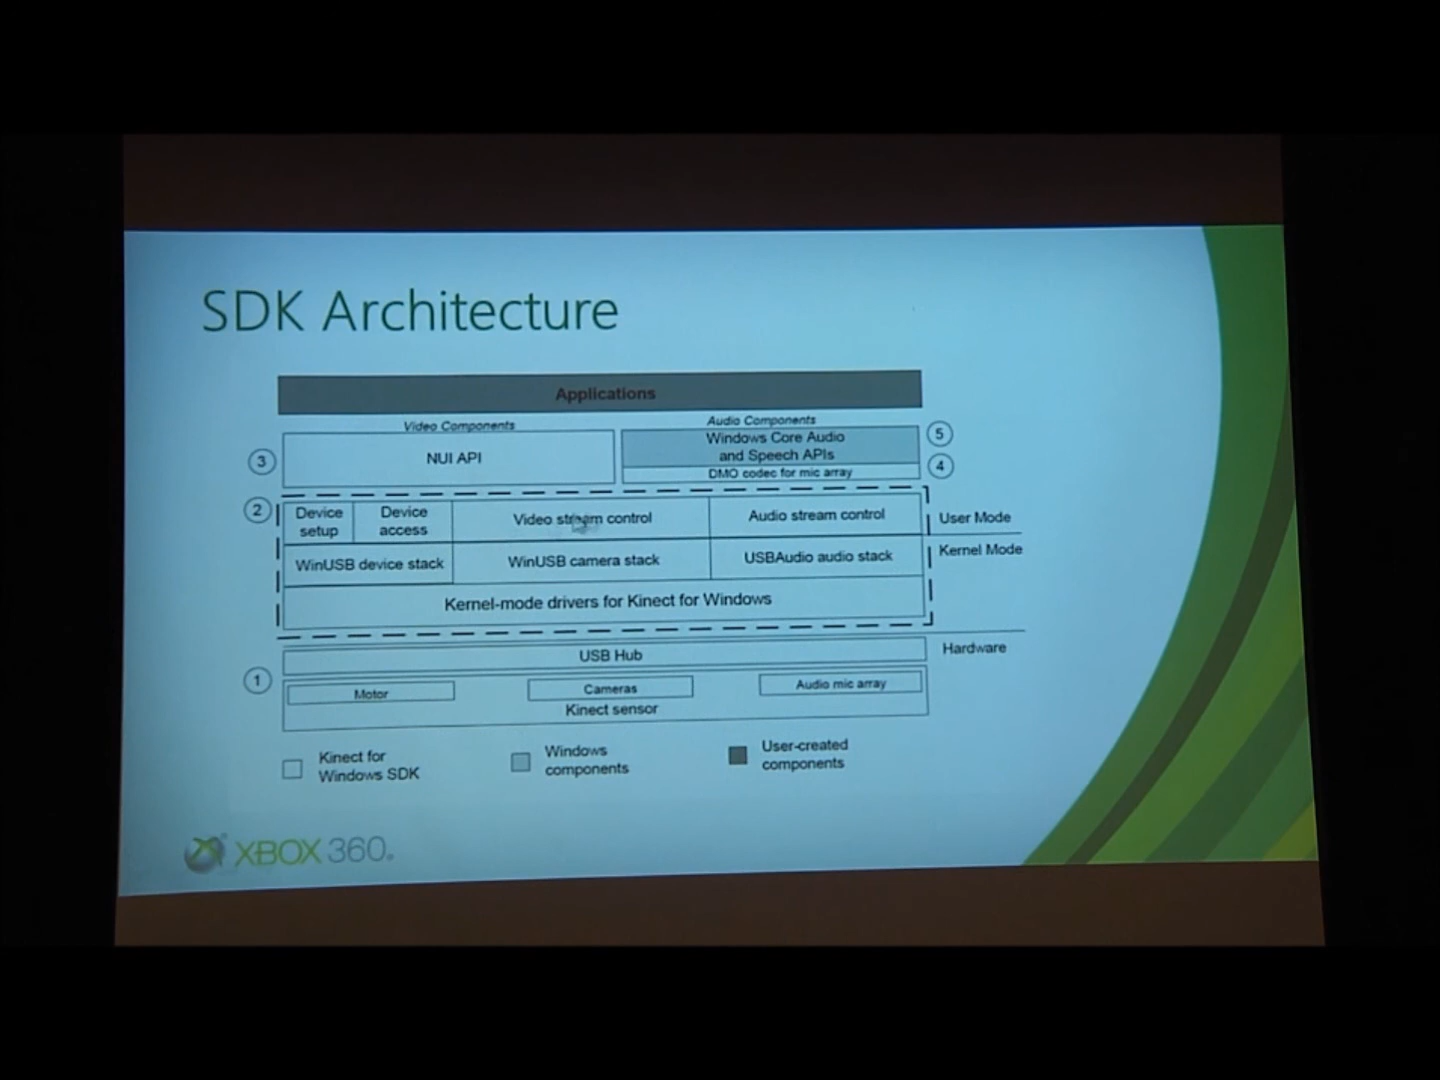 SDK Architecture
Applications
Video Components
Audio Components
3
NUI API
Windows Core Audio
and Speech APIs
5
DMO codec for mic array
4
2
Device
setup
Device
access
Video stream control
Audio stream control
User Mode
WinUSB device stack
WinUSB camera stack
USBAudio audio stack
Kernel Mode
Kernel-mode drivers for Kinect for Windows
USB Hub
Hardware
1
Motor
Cameras
Audio mic array
Kinect sensor
Kinect for
Windows SDK
Windows
components
User-created
components
XBOX 360®